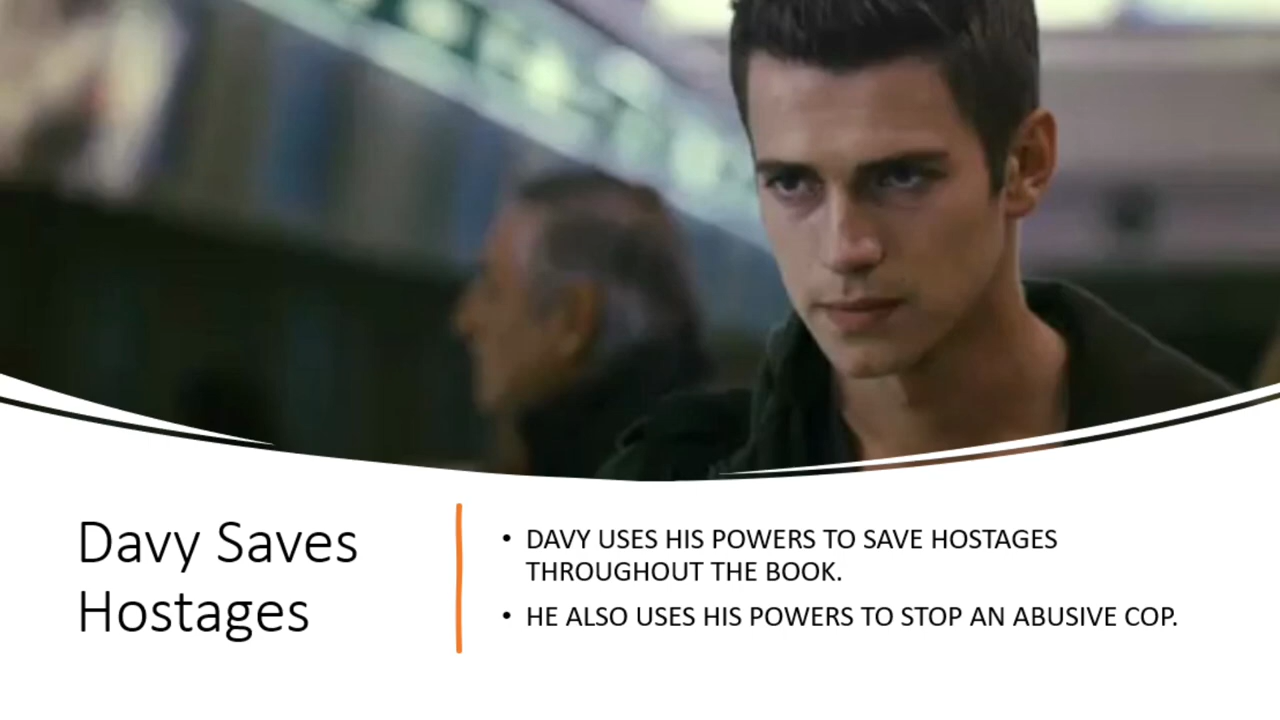 Davy Saves
Hostages
• DAVY USES HIS POWERS TO SAVE HOSTAGES
THROUGHOUT THE BOOK.
• HE ALSO USES HIS POWERS TO STOP AN ABUSIVE COP.